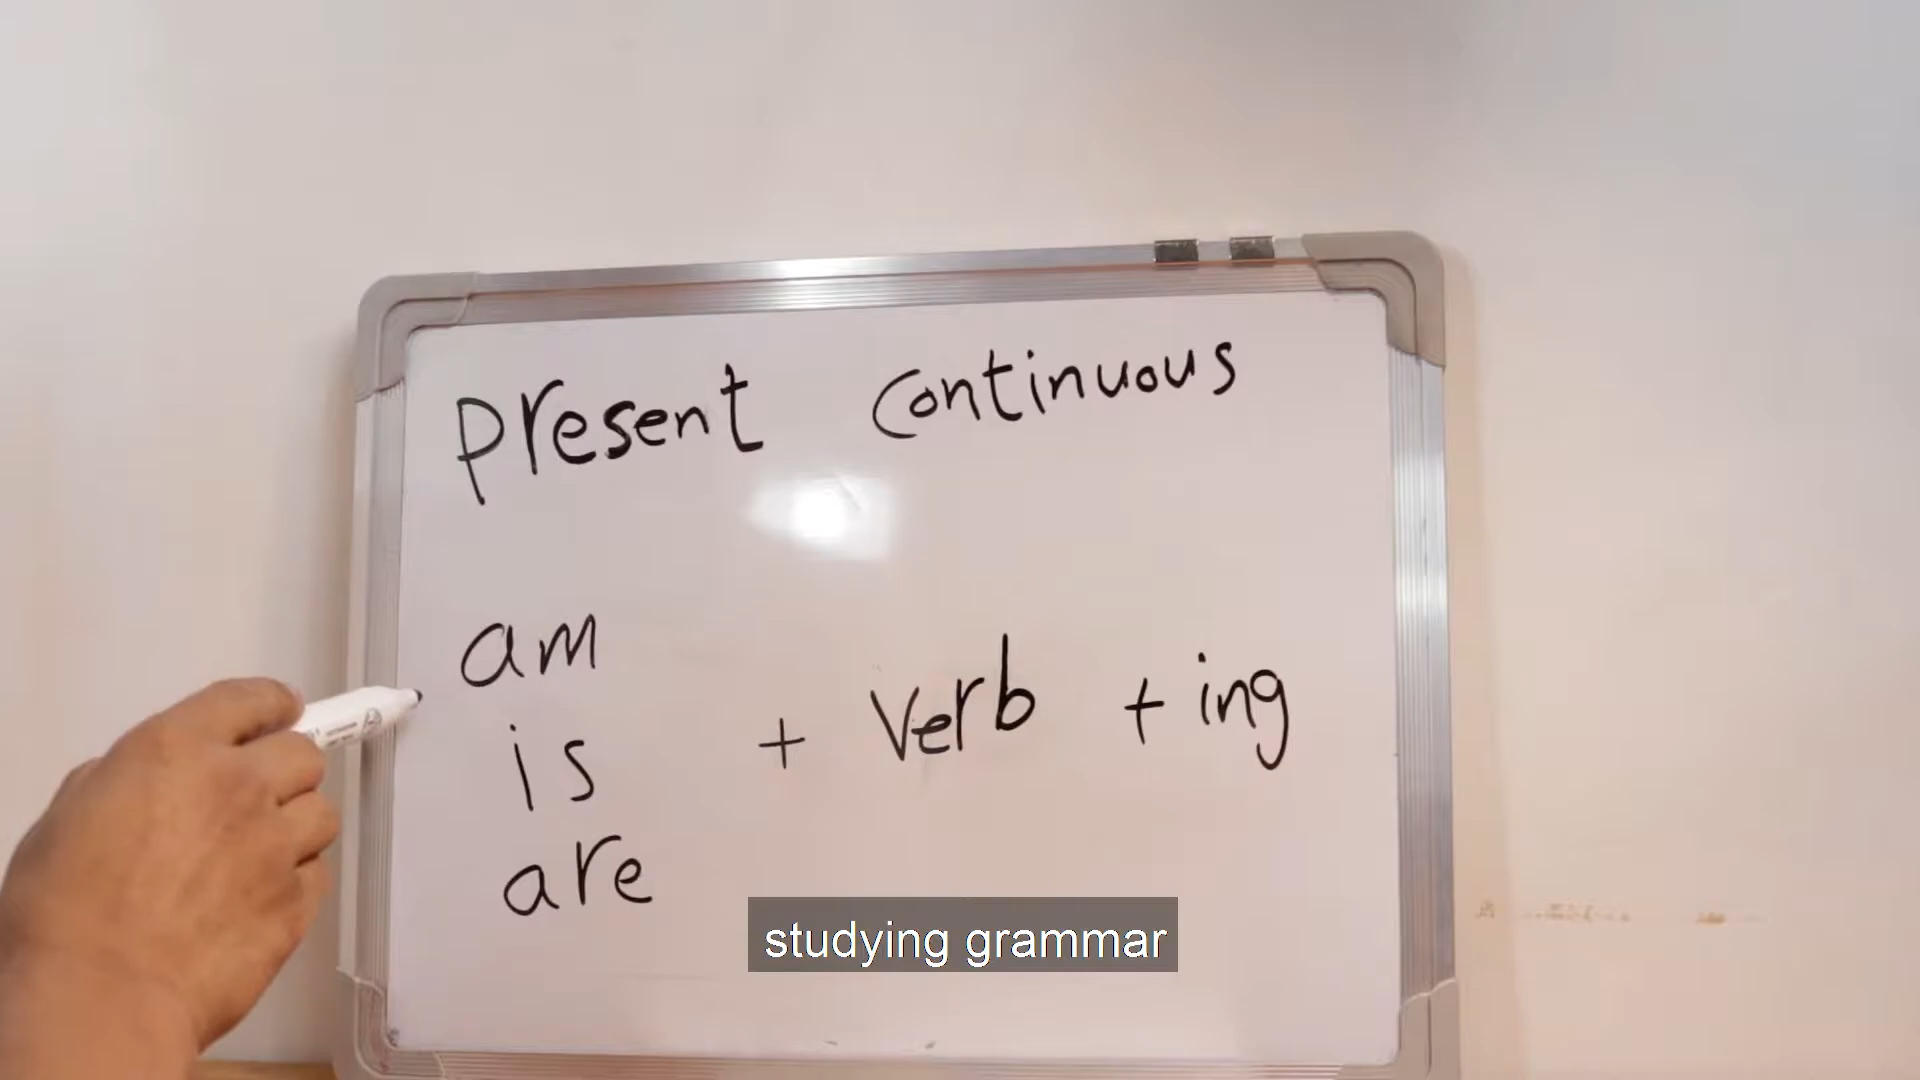 present continuous
am
is + verb + ing
are
studying grammar